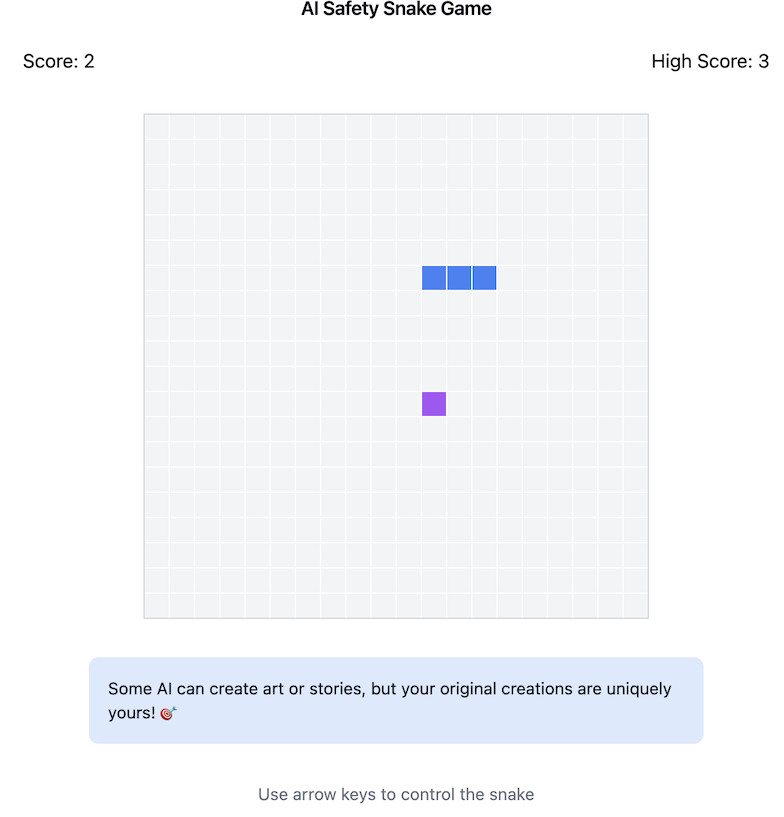 AI Safety Snake Game
Score: 2
High Score: 3
Some AI can create art or stories, but your original creations are uniquely
yours! 🎯
Use arrow keys to control the snake